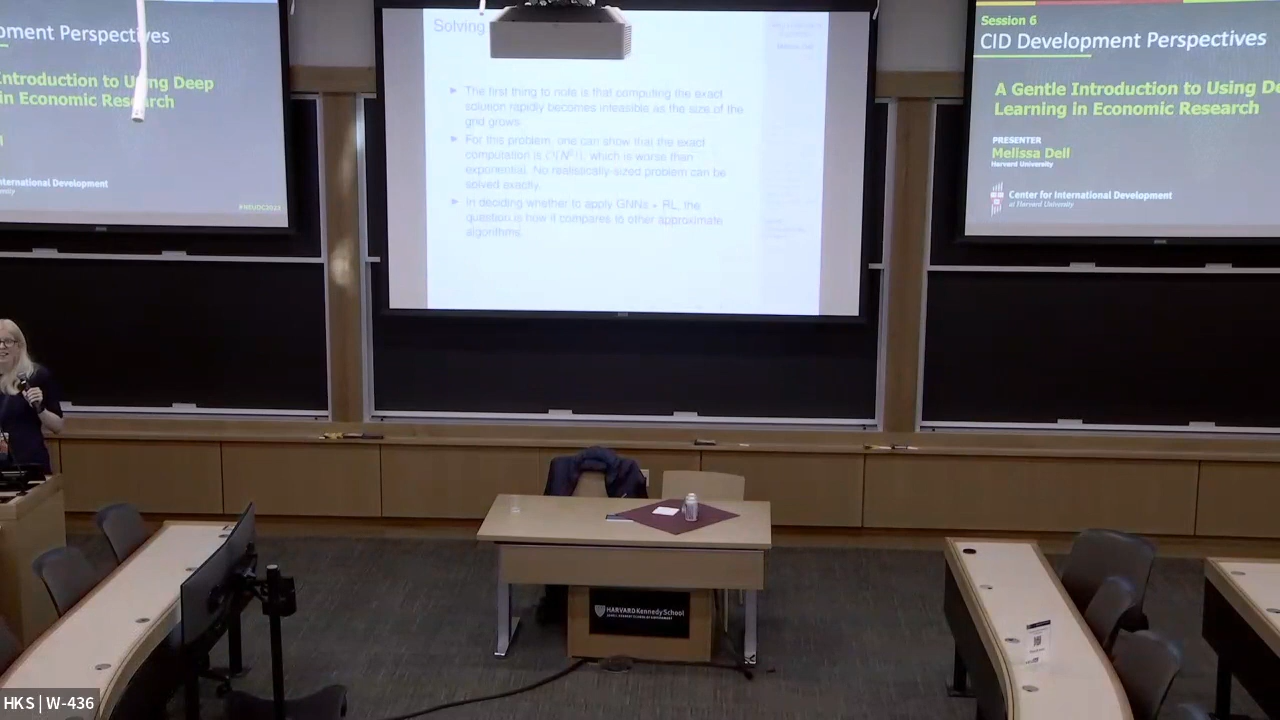 pment Perspectives
Introduction to Using Deep
in Economic Research
nternational Development
Solving
▶ The first thing to note is that computing the exact
solution rapidly becomes infeasible as the size of the
grid grows.
▶ For this problem, one can show that the exact
computation is
which is worse than
exponential. No realistically-sized problem can be
solved exactly.
▶ In deciding whether to apply GNNs + RL, the
question is how it compares to other approximate
algorithms.
Session 6
CID Development Perspectives
A Gentle Introduction to Using De
Learning in Economic Research
PRESENTER
Melissa Dell
Harvard University
Center for International Development
at Harvard University
HARVARD Kennedy School
HKS | W-436